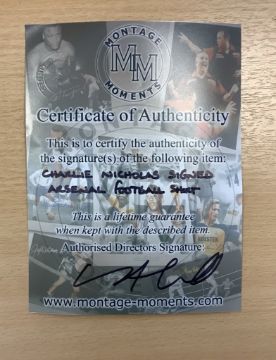 MONTAGE
MM
MOMENTS
Certificate of Authenticity
This is to certify the authenticity of
the signature(s) of the following item:
CHARLIE NICHOLAS SIGNED
ARSENAL FOOTBALL SHIRT
This is a lifetime guarantee
when kept with the described item.
Authorised Directors Signature:
www.montage-moments.com